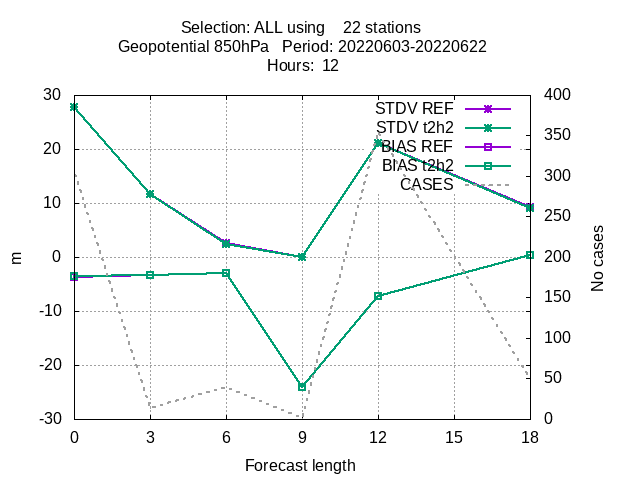 Selection: ALL using    22 stations
Geopotential 850hPa   Period: 20220603-20220622
Hours:  12
30 400
STDV REF
STDV t2h2
350
20 BIAS REF
BIAS t2h2
300
CASES
10 250
m 0 200 No cases
-10 150
100
-20
50
-30 0
0 3 6 9 12 15 18
Forecast length